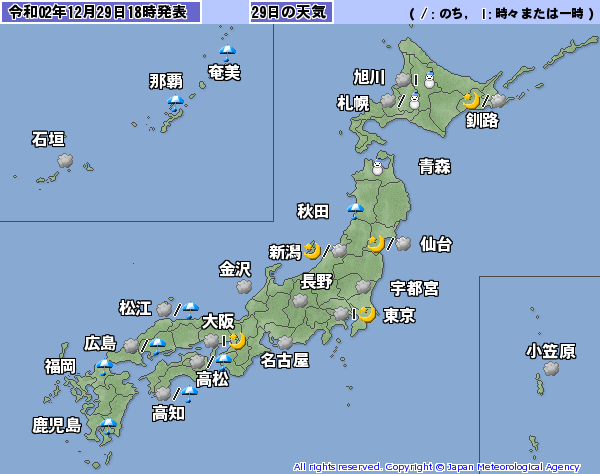 令和02年12月29日18時発表
29日の天気
( / : のち, | : 時々または一時 )
奄美
那覇
石垣
旭川
札幌
釧路
青森
秋田
新潟
仙台
金沢
長野
宇都宮
松江
大阪
東京
広島
名古屋
福岡
高松
高知
鹿児島
小笠原
All rights reserved. Copyright © Japan Meteorological Agency